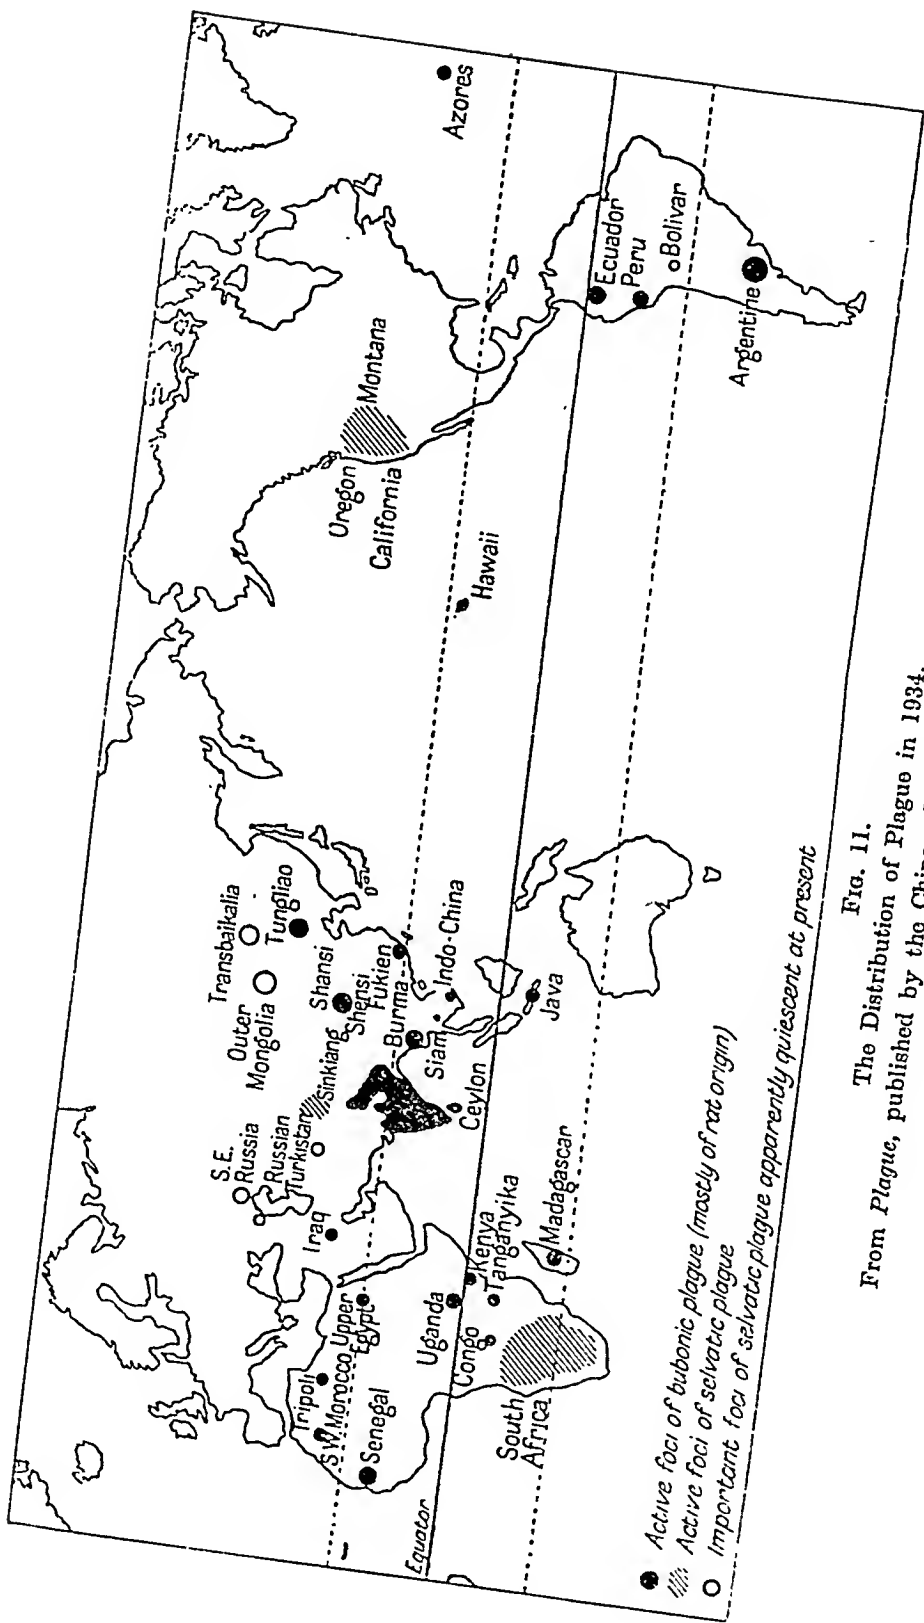 Transbaikalia
Outer
Mongolia
Tungliao
S.E.
Russia
Russian
Turkistan
Sinkiang
Shansi
Shensi
Fukien
Burma
Siam
Indo-China
Ceylon
Java
Iraq
Tripoli
S.W. Morocco
Upper
Egypt
Senegal
Equator
Uganda
Kenya
Congo
Tanganyika
Madagascar
South
Africa
Oregon
California
Montana
Hawaii
Azores
Ecuador
Peru
Bolivar
Argentine
Active foci of bubonic plague (mostly of rat origin)
Active foci of selvatic plague
Important foci of selvatic plague apparently quiescent at present
FIG. 11.
The Distribution of Plague in 1934.
From Plague, published by the China